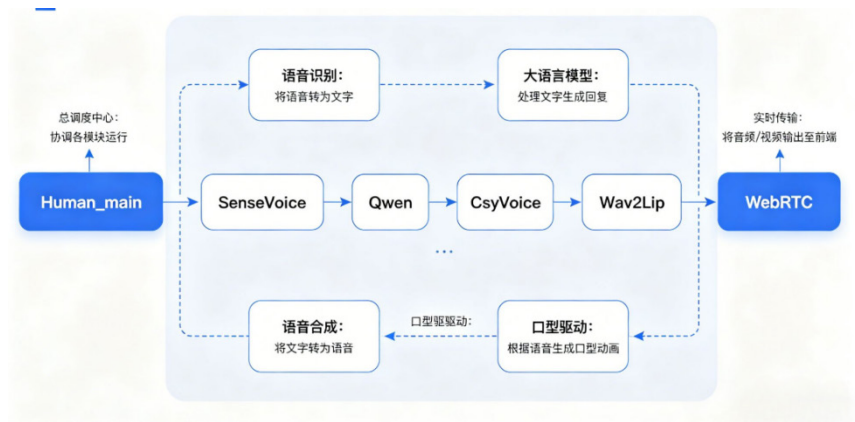 语音识别：
将语音转为文字
大语言模型：
处理文字生成回复
总调度中心：
协调各模块运行
实时传输：
将音频/视频输出至前端
Human_main
SenseVoice
Qwen
CsyVoice
Wav2Lip
WebRTC
...
语音合成：
将文字转为语音
口型驱驱动：
口型驱动：
根据语音生成口型动画